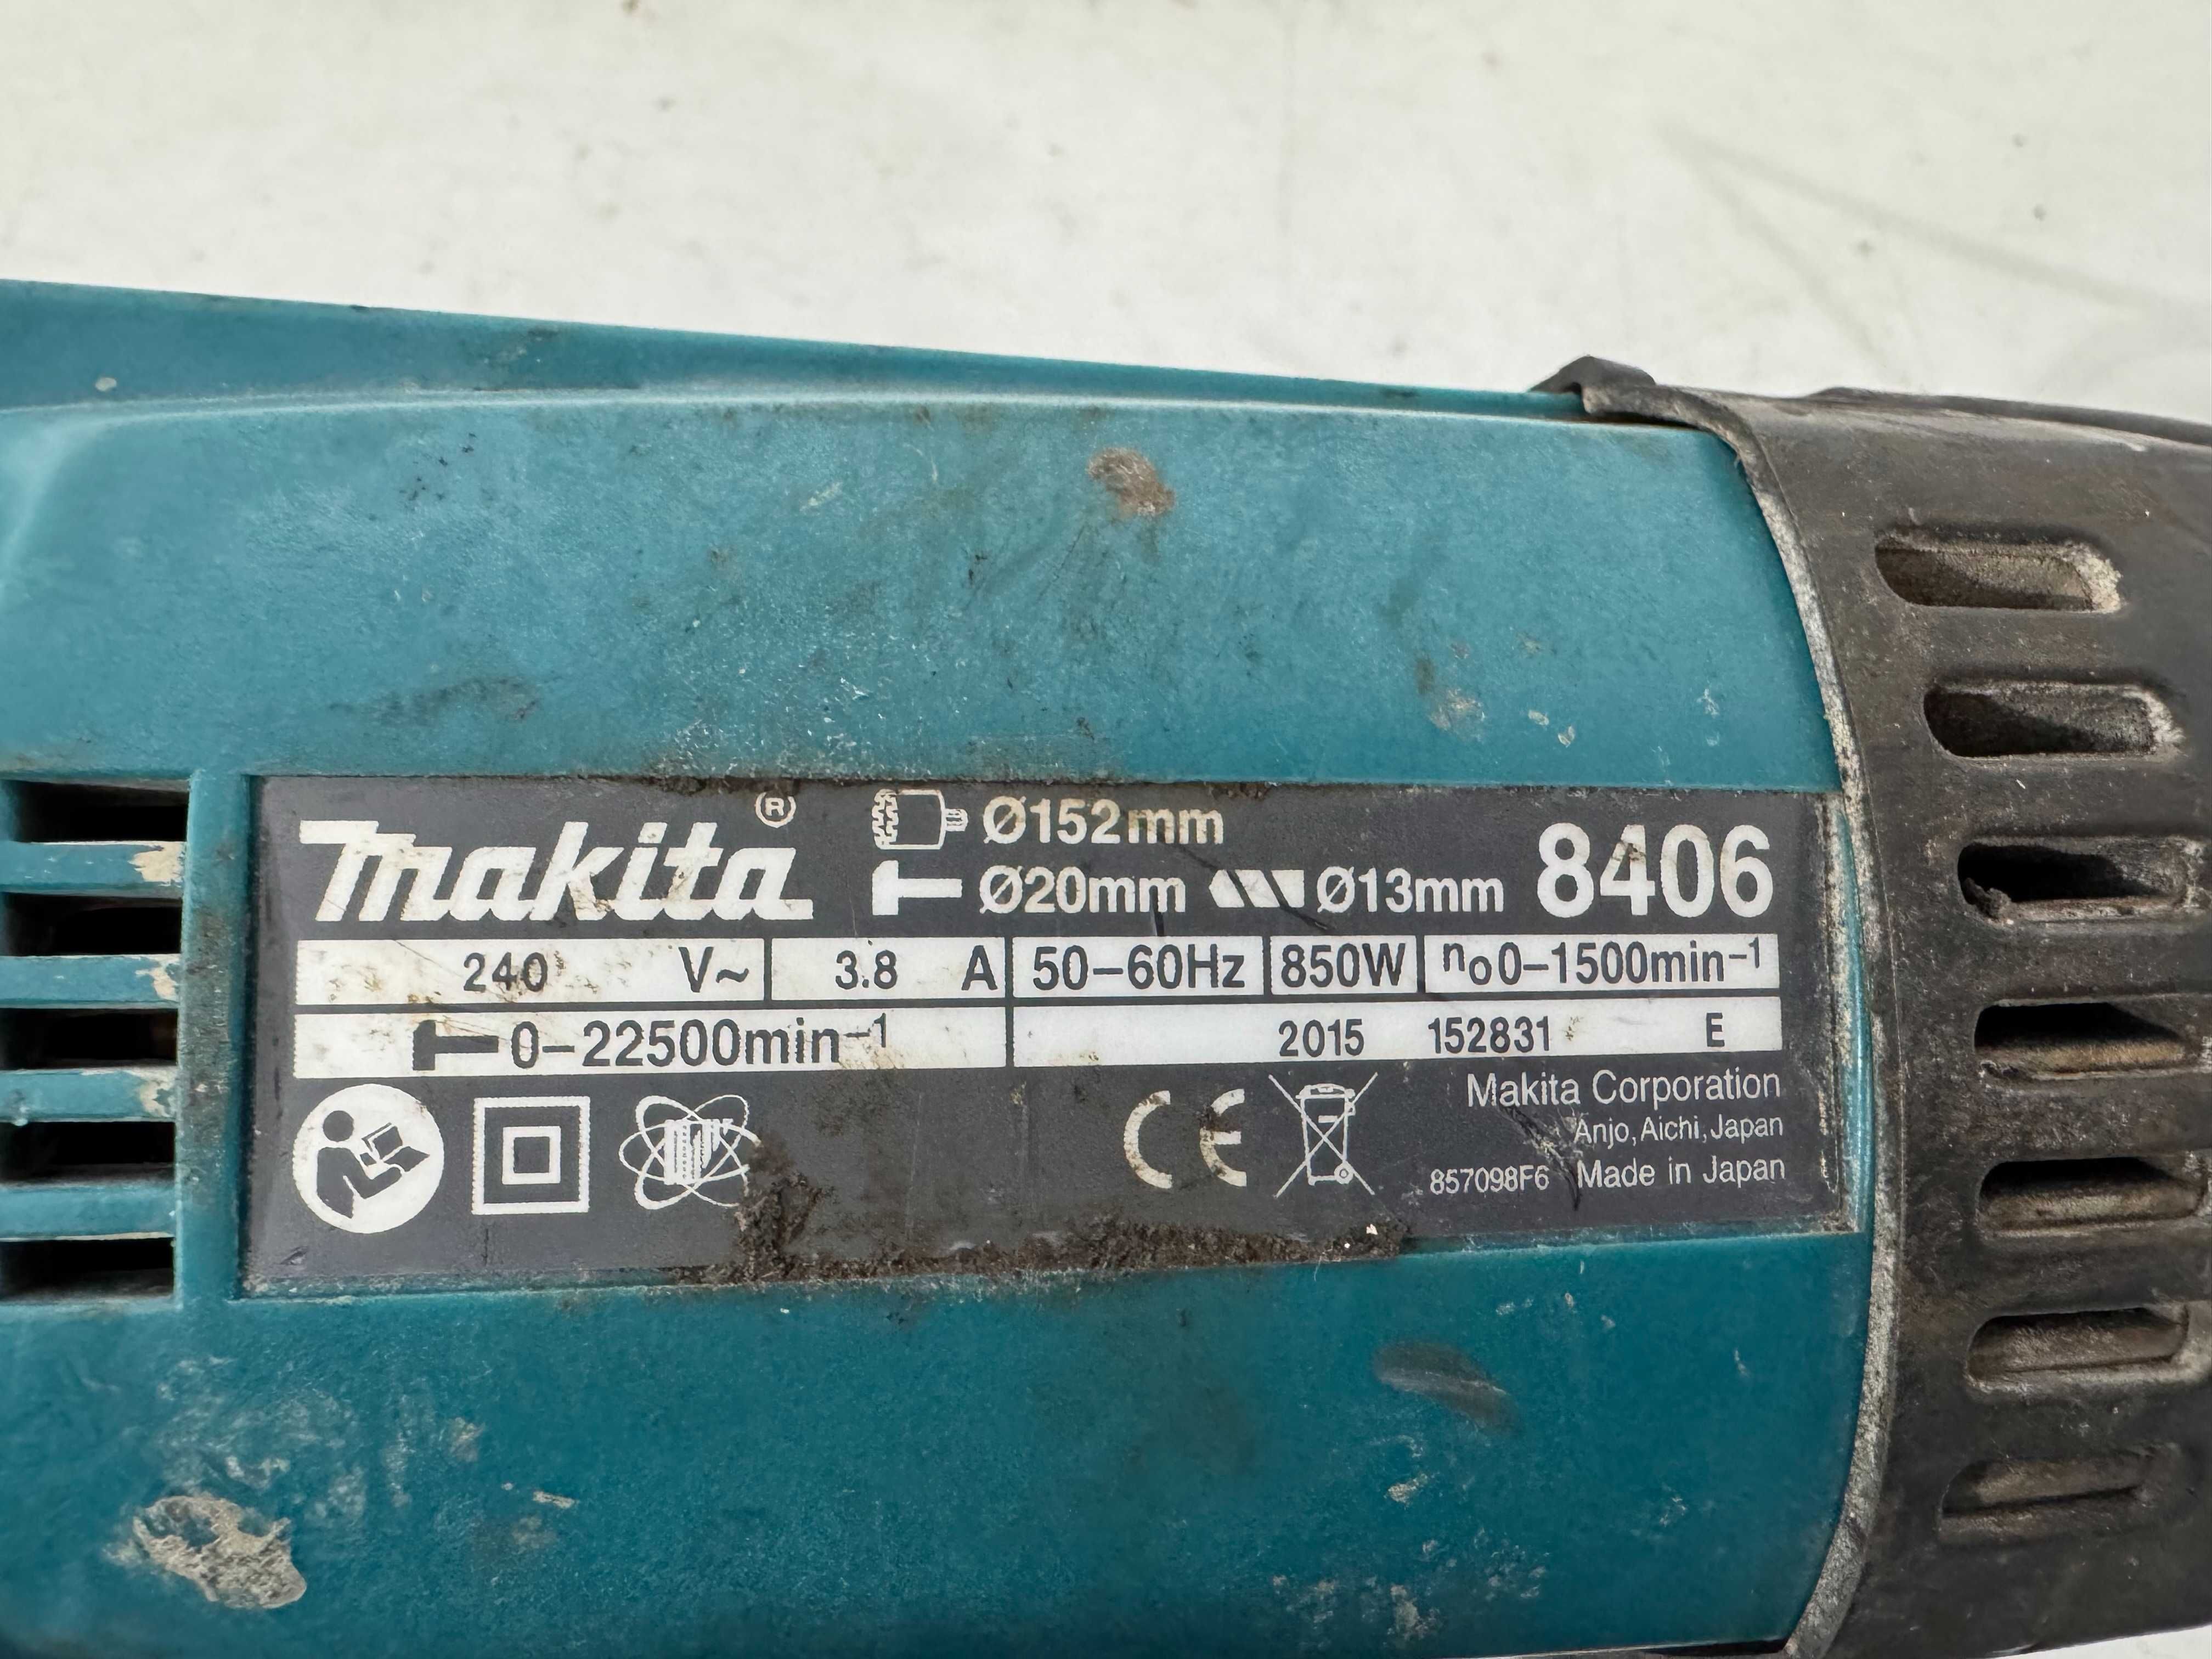 makita®
Ø152mm
Ø20mm Ø13mm
8406
240 V~ 3.8 A 50-60Hz 850W n₀0-1500min⁻¹
0-22500min⁻¹ 2015 152831 E
CE
Makita Corporation
Anjo, Aichi, Japan
857098F6 Made in Japan